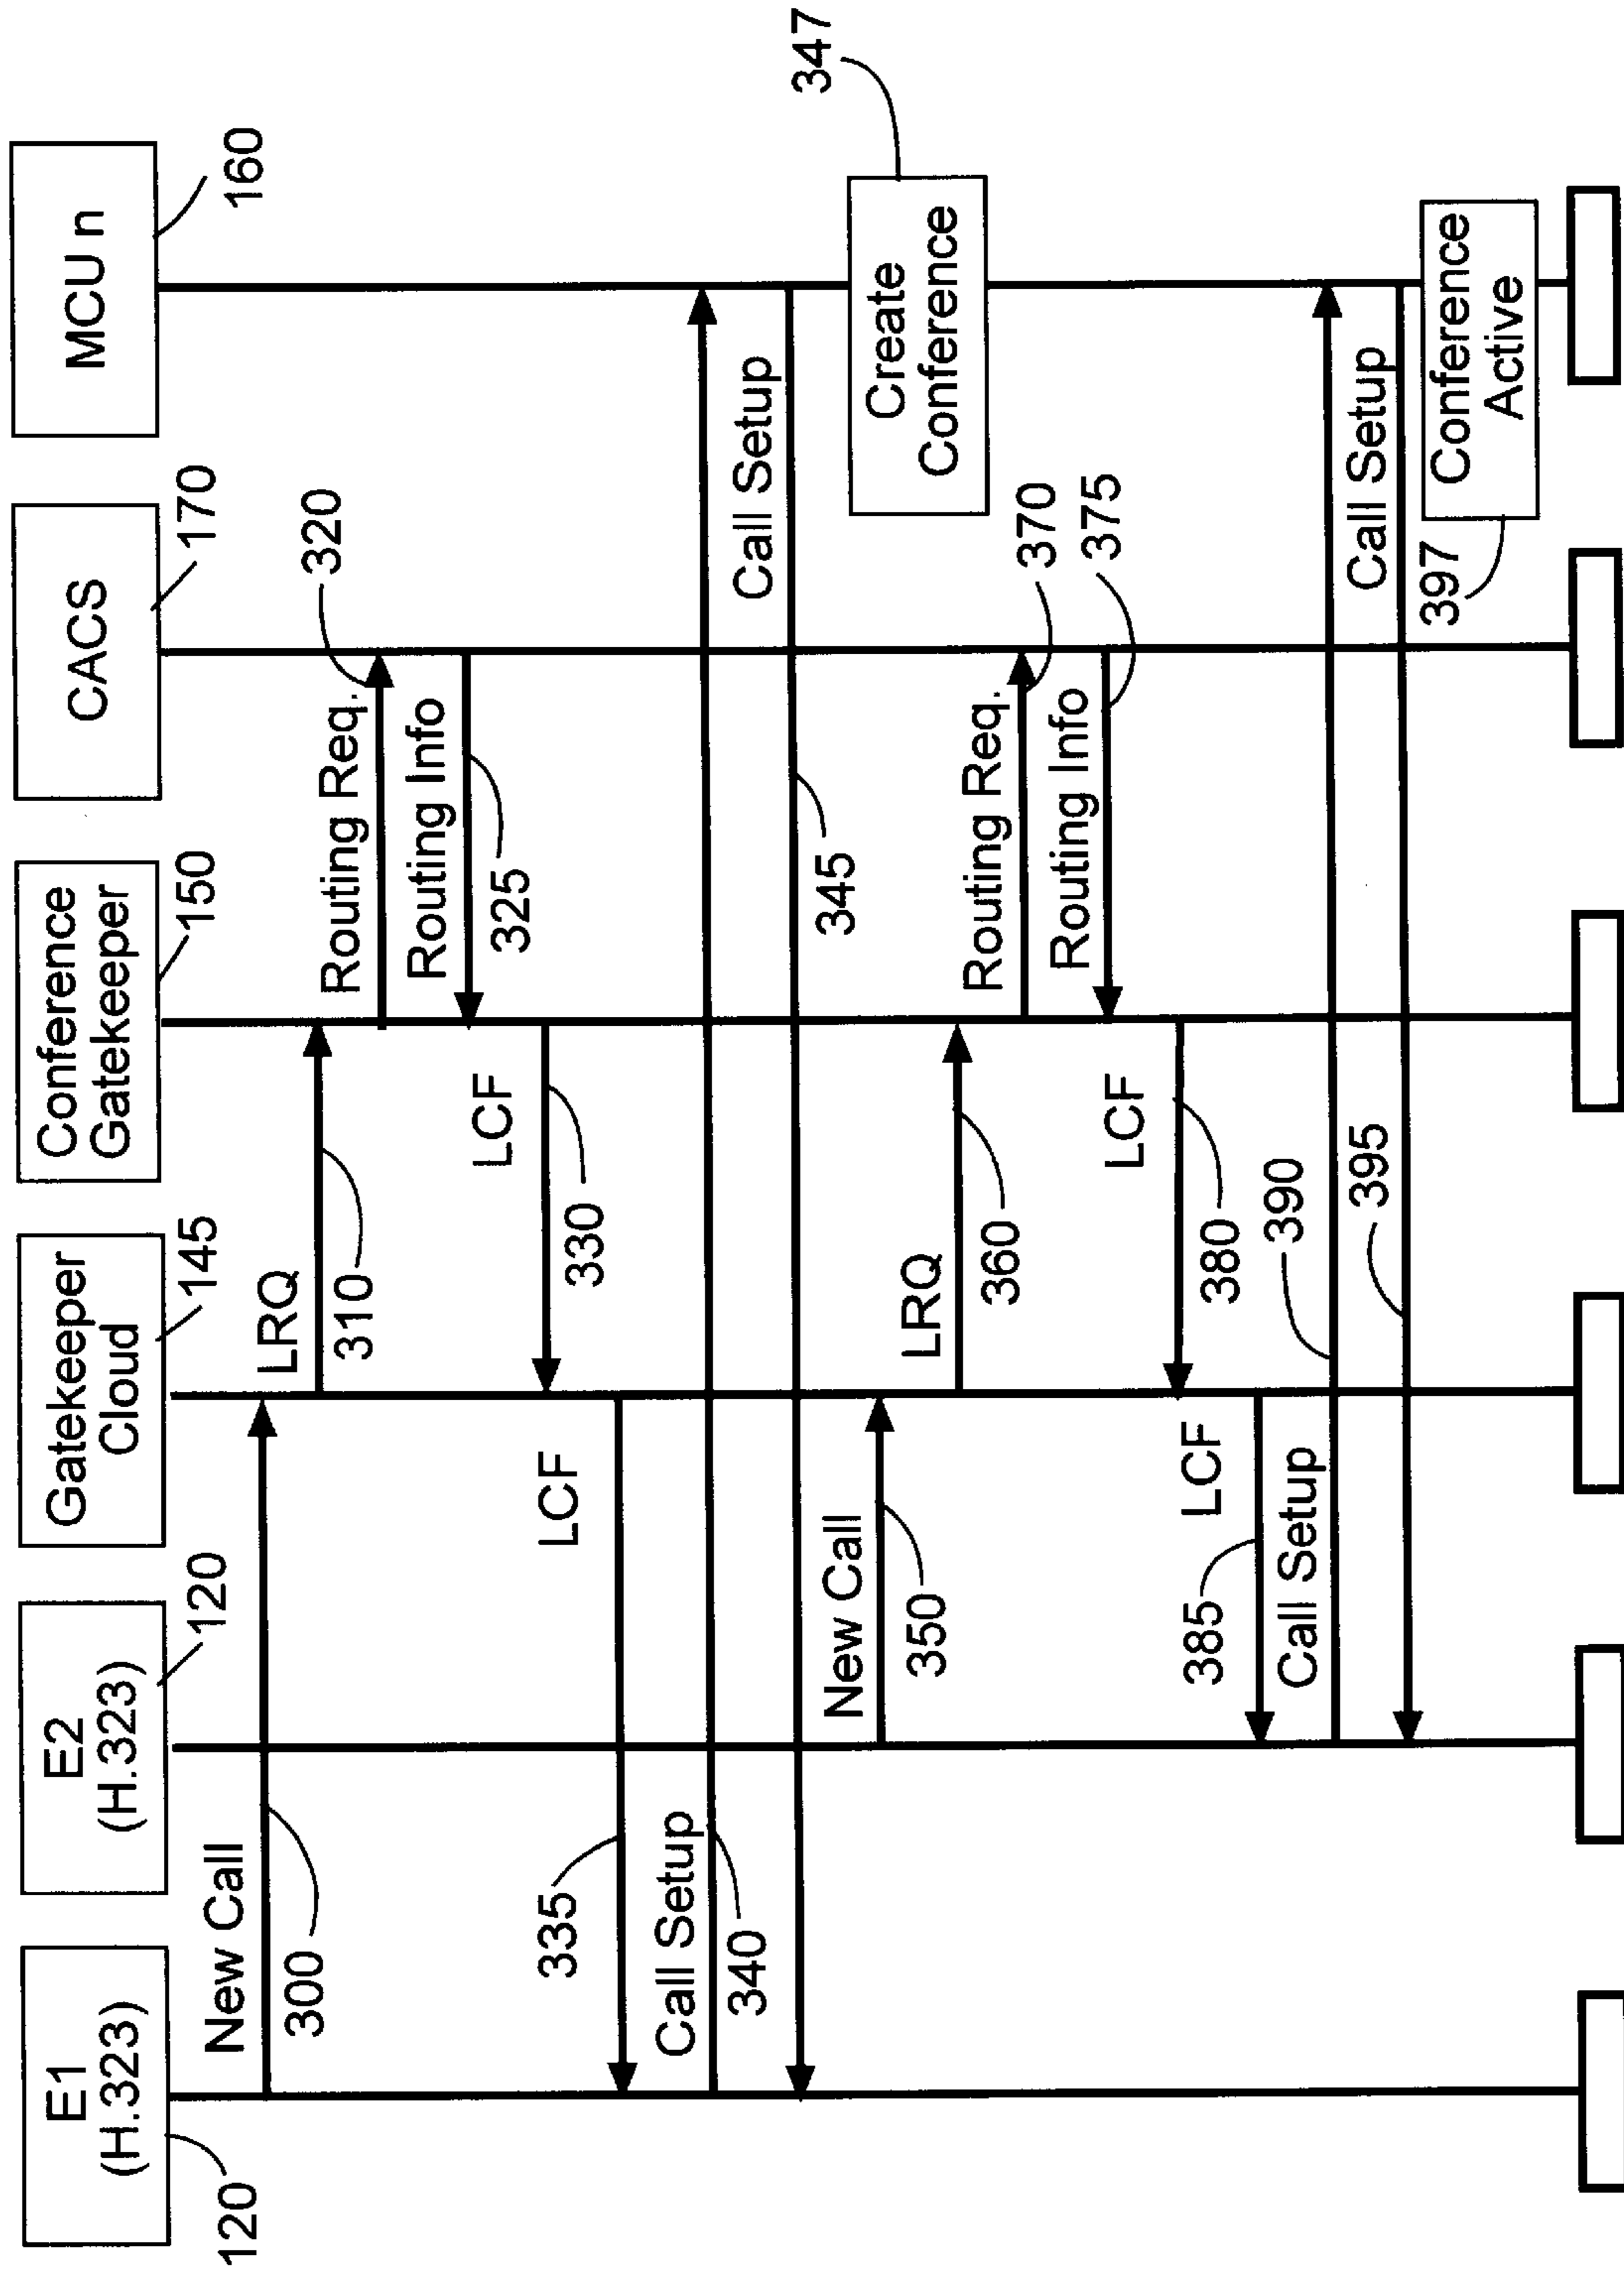 E1
(H.323)
120
E2
(H.323)
120
Gatekeeper
Cloud
145
Conference
Gatekeeper
150
CACS
170
MCU n
160
New Call
300
LRQ
310
Routing Req.
320
Routing Info
325
LCF
330
LCF
335
Call Setup
340
Call Setup
345
Create
Conference
347
New Call
350
LRQ
360
Routing Req.
370
Routing Info
375
LCF
380
LCF
385
Call Setup
390
Call Setup
395
Conference
Active
397